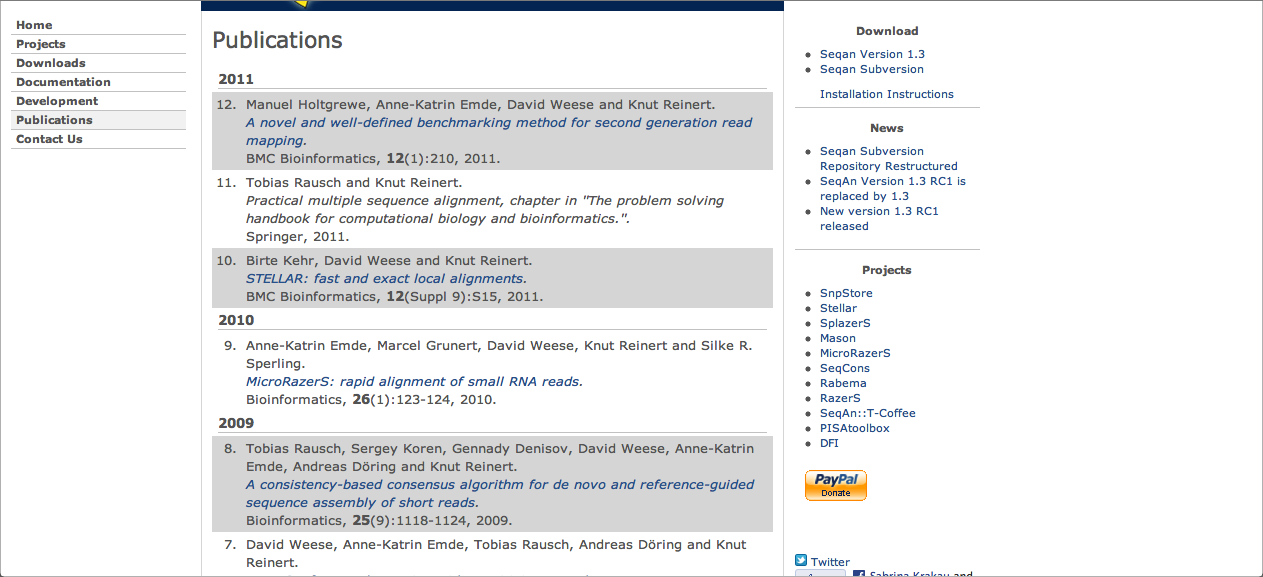 Home
Projects
Downloads
Documentation
Development
Publications
Contact Us
Publications
2011
12. Manuel Holtgrewe, Anne-Katrin Emde, David Weese and Knut Reinert.
A novel and well-defined benchmarking method for second generation read
mapping.
BMC Bioinformatics, 12(1):210, 2011.
11. Tobias Rausch and Knut Reinert.
Practical multiple sequence alignment, chapter in "The problem solving
handbook for computational biology and bioinformatics.".
Springer, 2011.
10. Birte Kehr, David Weese and Knut Reinert.
STELLAR: fast and exact local alignments.
BMC Bioinformatics, 12(Suppl 9):S15, 2011.
2010
9. Anne-Katrin Emde, Marcel Grunert, David Weese, Knut Reinert and Silke R.
Sperling.
MicroRazerS: rapid alignment of small RNA reads.
Bioinformatics, 26(1):123-124, 2010.
2009
8. Tobias Rausch, Sergey Koren, Gennady Denisov, David Weese, Anne-Katrin
Emde, Andreas Döring and Knut Reinert.
A consistency-based consensus algorithm for de novo and reference-guided
sequence assembly of short reads.
Bioinformatics, 25(9):1118-1124, 2009.
7. David Weese, Anne-Katrin Emde, Tobias Rausch, Andreas Döring and Knut
Reinert.
Download
Seqan Version 1.3
Seqan Subversion
Installation Instructions
News
Seqan Subversion
Repository Restructured
SeqAn Version 1.3 RC1 is
replaced by 1.3
New version 1.3 RC1
released
Projects
SnpStore
Stellar
SplazerS
Mason
MicroRazerS
SeqCons
Rabema
RazerS
SeqAn::T-Coffee
PISAtoolbox
DFI
PayPal
Donate
Twitter
Sabrina Krakau and